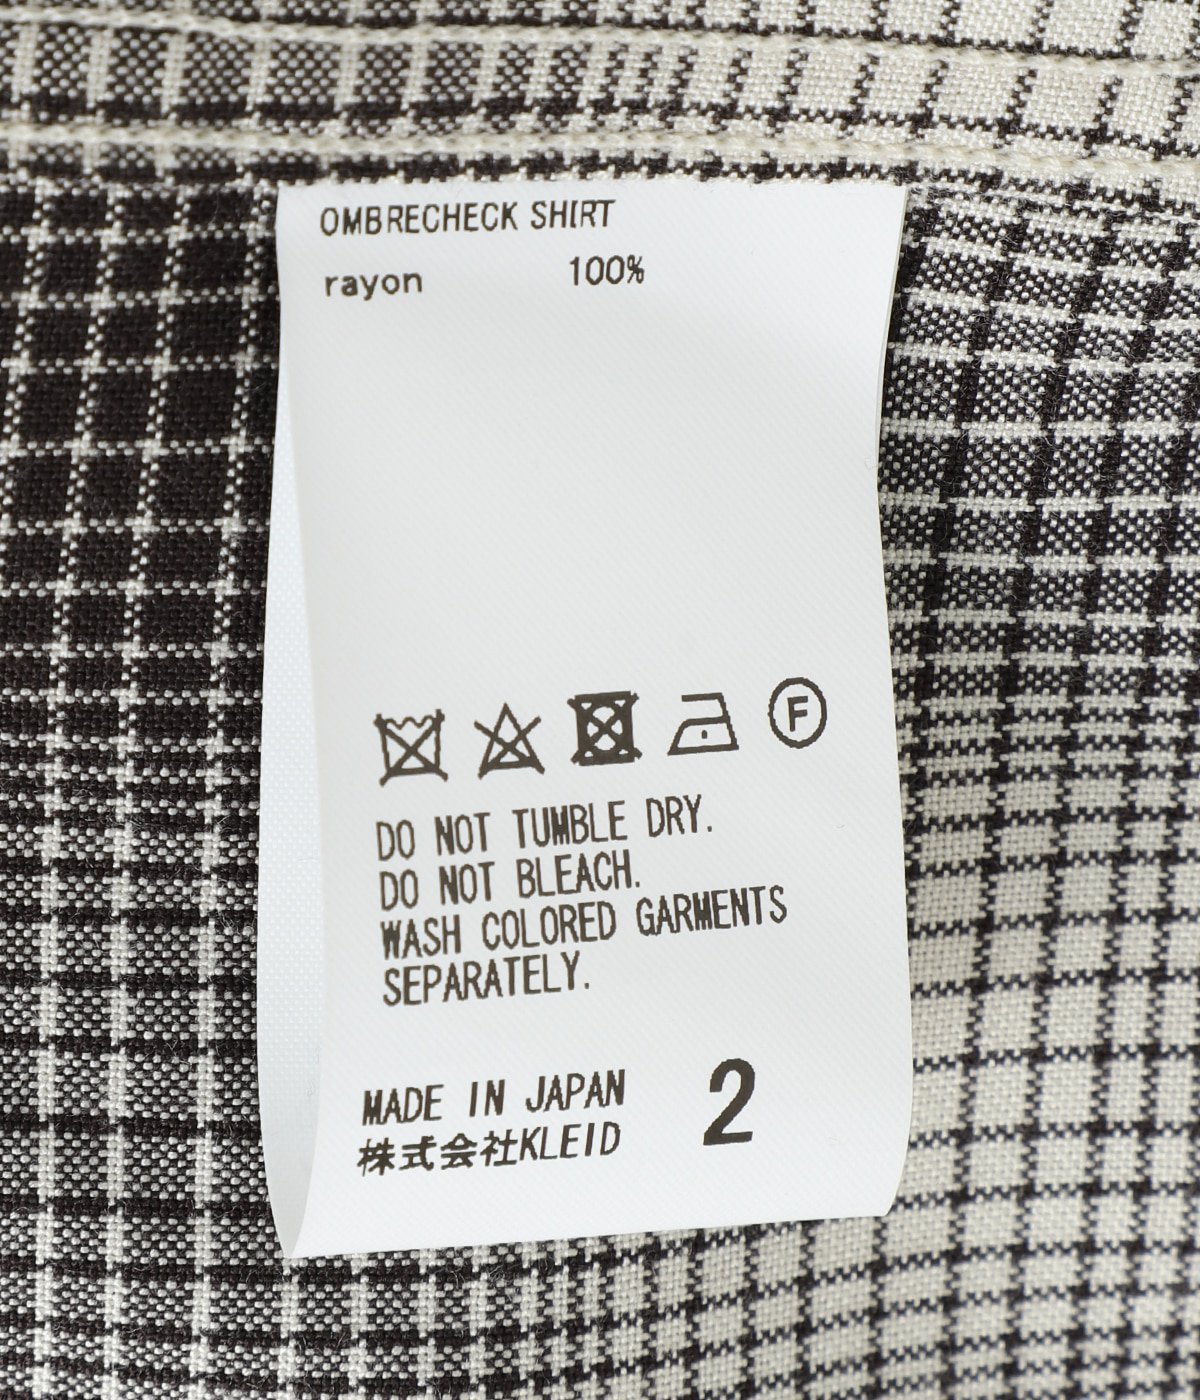 OMBRECHECK SHIRT
rayon 100%
F
DO NOT TUMBLE DRY.
DO NOT BLEACH.
WASH COLORED GARMENTS
SEPARATELY.
MADE IN JAPAN
株式会社KLEID
2